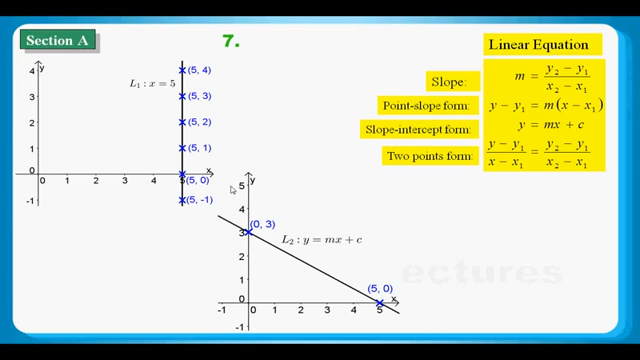 Section A
7.
Linear Equation
Slope:
m = (y₂ − y₁)/(x₂ − x₁)
Point-slope form:
y − y₁ = m(x − x₁)
Slope-intercept form:
y = mx + c
Two points form:
(y − y₁)/(x − x₁) = (y₂ − y₁)/(x₂ − x₁)
y
4
3
2
1
0
-1
0
1
2
3
4
5
x
L₁ : x = 5
(5, 4)
(5, 3)
(5, 2)
(5, 1)
(5, 0)
(5, -1)
y
5
4
3
2
1
0
-1
-1
0
1
2
3
4
5
x
(0, 3)
L₂ : y = mx + c
(5, 0)
ectures